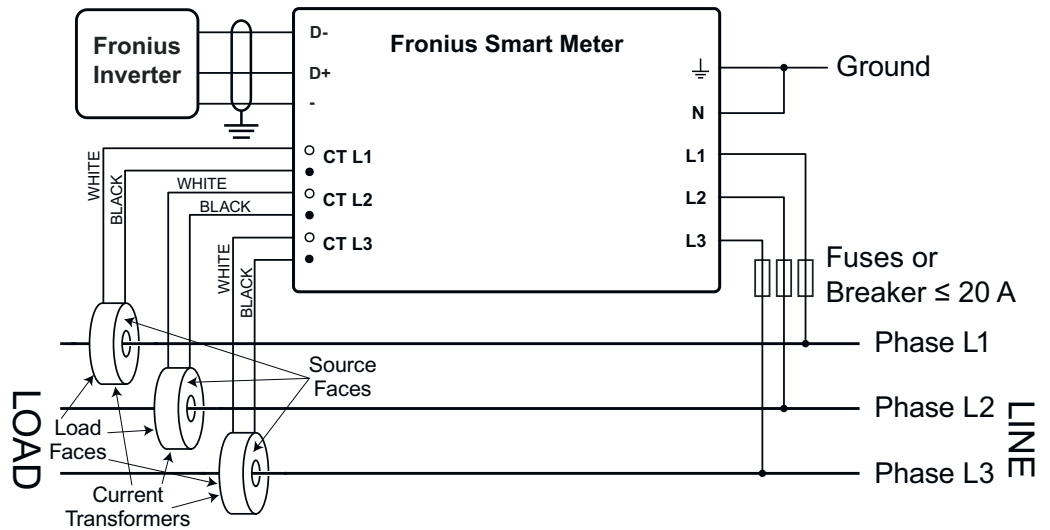 Fronius
Inverter
D-
D+
-
Fronius Smart Meter
⏚
N
L1
L2
L3
Ground
CT L1
CT L2
CT L3
WHITE
BLACK
WHITE
BLACK
WHITE
BLACK
Fuses or
Breaker ≤ 20 A
Phase L1
Phase L2
Phase L3
Source
Faces
Load
Faces
Current
Transformers
LOAD
LINE